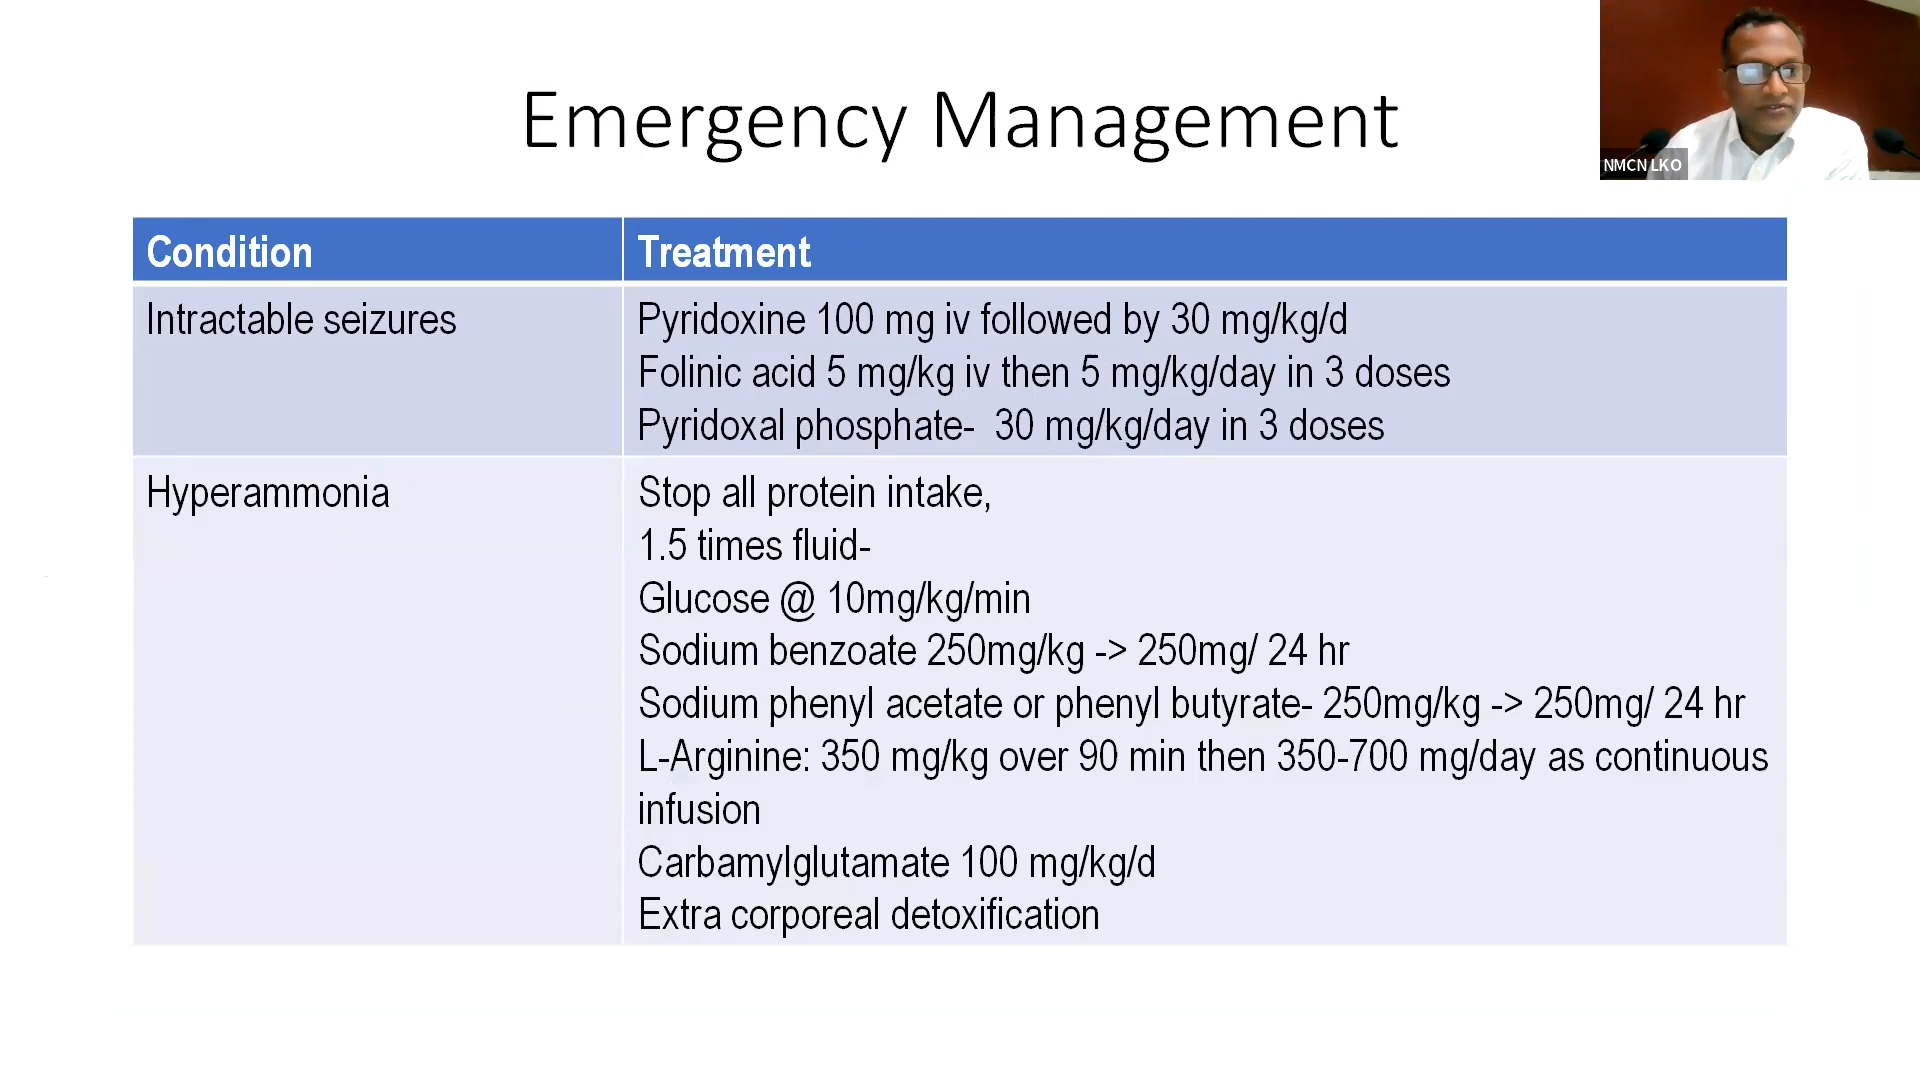 Emergency Management
NMCN LKO
Condition
Treatment
Intractable seizures
Pyridoxine 100 mg iv followed by 30 mg/kg/d
Folinic acid 5 mg/kg iv then 5 mg/kg/day in 3 doses
Pyridoxal phosphate-  30 mg/kg/day in 3 doses
Hyperammonia
Stop all protein intake,
1.5 times fluid-
Glucose @ 10mg/kg/min
Sodium benzoate 250mg/kg -> 250mg/ 24 hr
Sodium phenyl acetate or phenyl butyrate- 250mg/kg -> 250mg/ 24 hr
L-Arginine: 350 mg/kg over 90 min then 350-700 mg/day as continuous
infusion
Carbamylglutamate 100 mg/kg/d
Extra corporeal detoxification